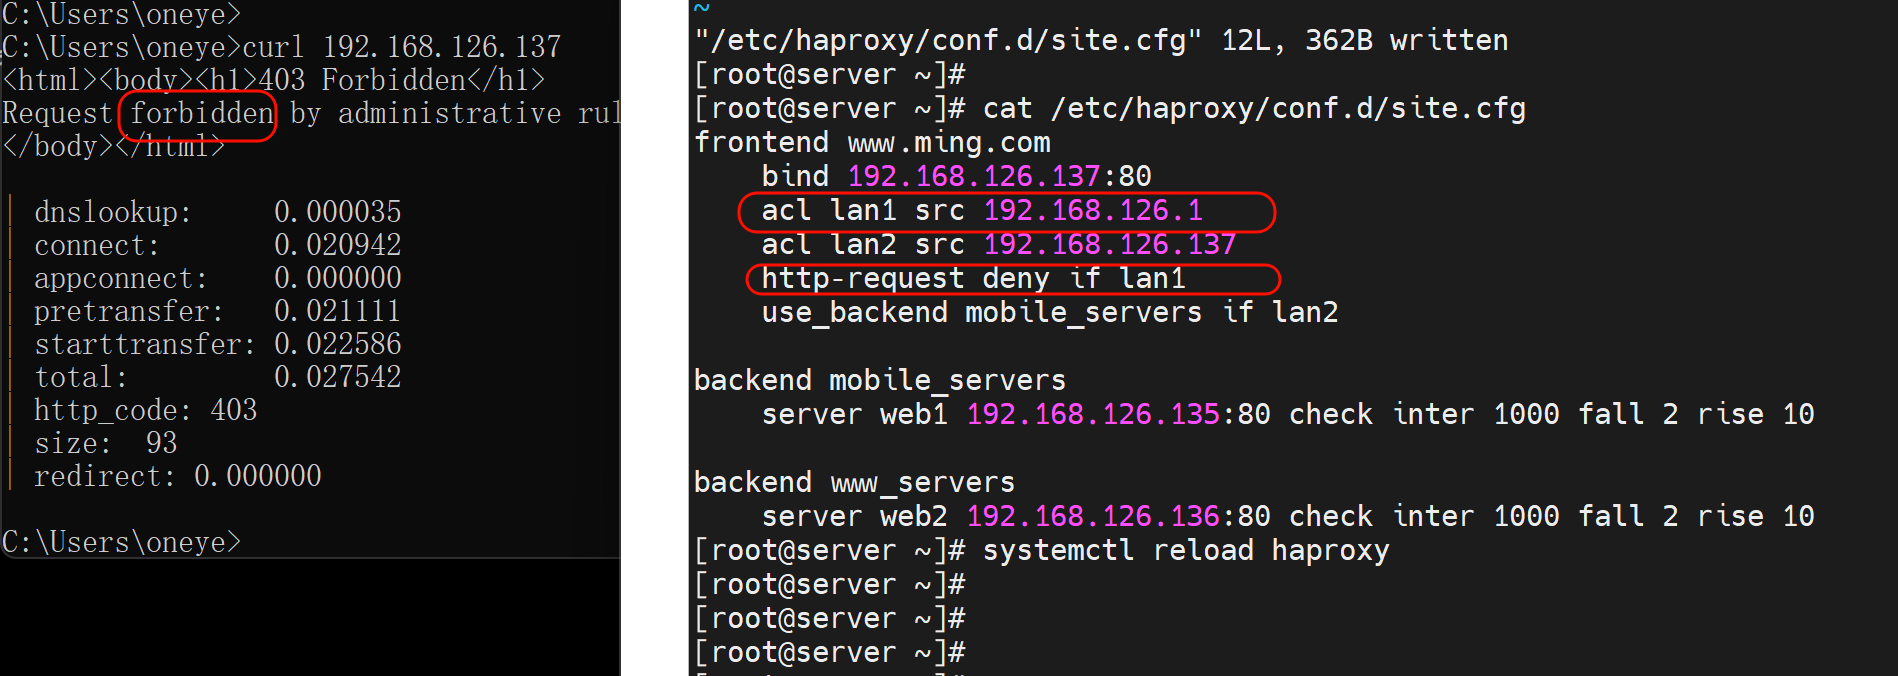 C:\Users\oneye>
C:\Users\oneye>curl 192.168.126.137
<html><body><h1>403 Forbidden</h1>
Request forbidden by administrative rul
</body></html>
| dnslookup: 0.000035
| connect: 0.020942
| appconnect: 0.000000
| pretransfer: 0.021111
| starttransfer: 0.022586
| total: 0.027542
| http_code: 403
| size: 93
| redirect: 0.000000
C:\Users\oneye>
~
"/etc/haproxy/conf.d/site.cfg" 12L, 362B written
[root@server ~]#
[root@server ~]# cat /etc/haproxy/conf.d/site.cfg
frontend www.ming.com
    bind 192.168.126.137:80
    acl lan1 src 192.168.126.1
    acl lan2 src 192.168.126.137
    http-request deny if lan1
    use_backend mobile_servers if lan2
backend mobile_servers
    server web1 192.168.126.135:80 check inter 1000 fall 2 rise 10
backend www_servers
    server web2 192.168.126.136:80 check inter 1000 fall 2 rise 10
[root@server ~]# systemctl reload haproxy
[root@server ~]#
[root@server ~]#
[root@server ~]#